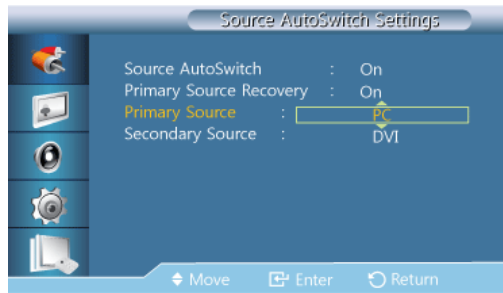 Source AutoSwitch Settings
Source AutoSwitch : On
Primary Source Recovery : On
Primary Source : PC
Secondary Source : DVI
Move Enter Return